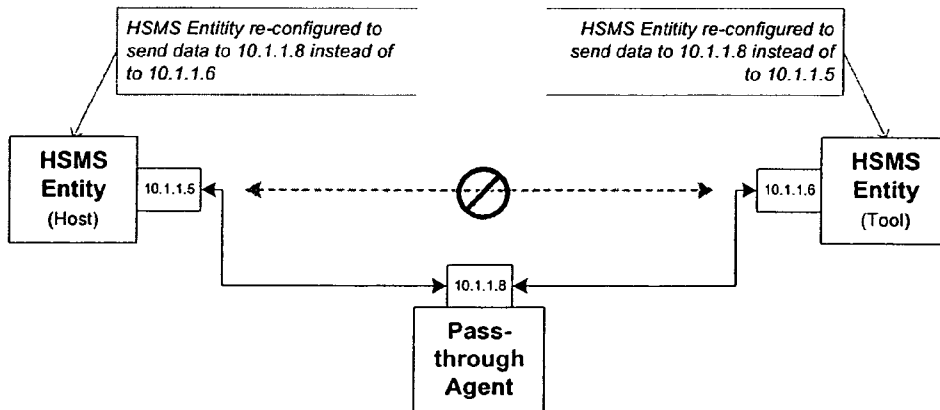 HSMS Entitity re-configured to
send data to 10.1.1.8 instead of
to 10.1.1.6
HSMS Entitity re-configured to
send data to 10.1.1.8 instead of
to 10.1.1.5
HSMS
Entity
(Host)
10.1.1.5
10.1.1.6
HSMS
Entity
(Tool)
10.1.1.8
Pass-
through
Agent